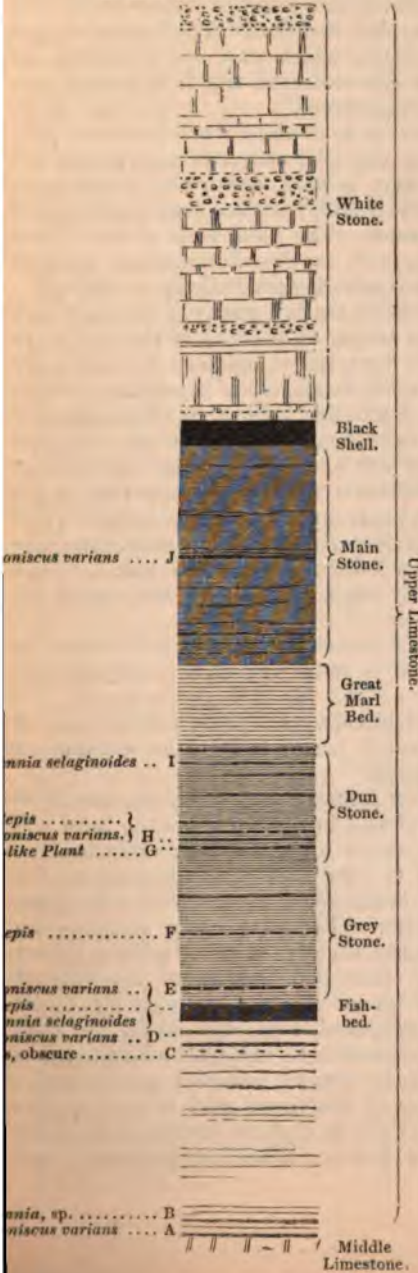 White
Stone.
Black
Shell.
oniscus varians .... J
Main
Stone.
Upper Limestone.
Great
Marl
Bed.
nnia selaginoides .. I
Dun
Stone.
epis ..........
oniscus varians. H ..
like Plant ...... G ..
epis ............ F
Grey
Stone.
oniscus varians .. E
epis .......... ..
nnia selaginoides
Fish-
bed.
oniscus varians .. D ..
s, obscure ......... C
ania, sp. .......... B
oniscus varians .... A
Middle
Limestone.